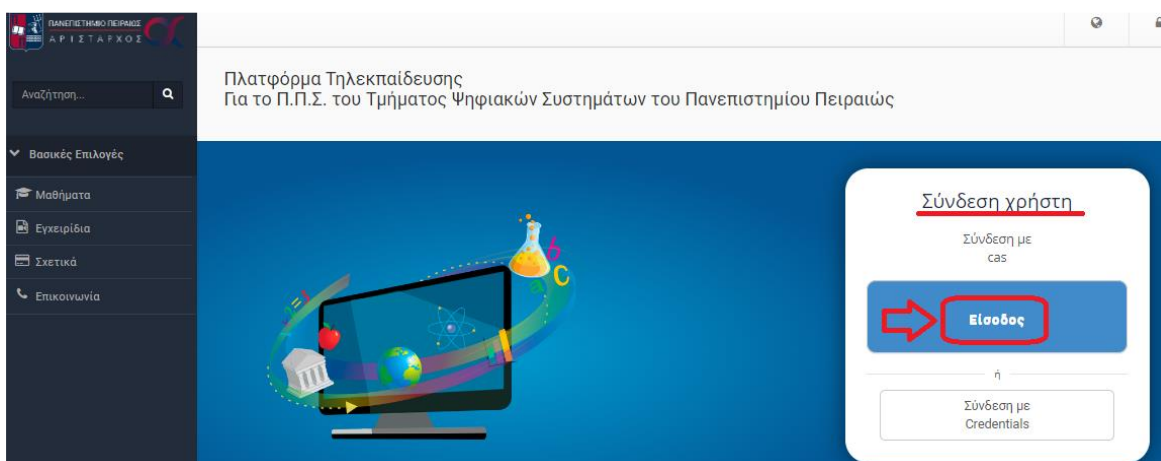 ΠΑΝΕΠΙΣΤΗΜΙΟ ΠΕΙΡΑΙΩΣ
ΑΡΙΣΤΑΡΧΟΣ
Αναζήτηση...
Πλατφόρμα Τηλεκπαίδευσης
Για το Π.Π.Σ. του Τμήματος Ψηφιακών Συστημάτων του Πανεπιστημίου Πειραιώς
Βασικές Επιλογές
Μαθήματα
Εγχειρίδια
Σχετικά
Επικοινωνία
Σύνδεση χρήστη
Σύνδεση με
cas
Είσοδος
ή
Σύνδεση με
Credentials
b
C
a